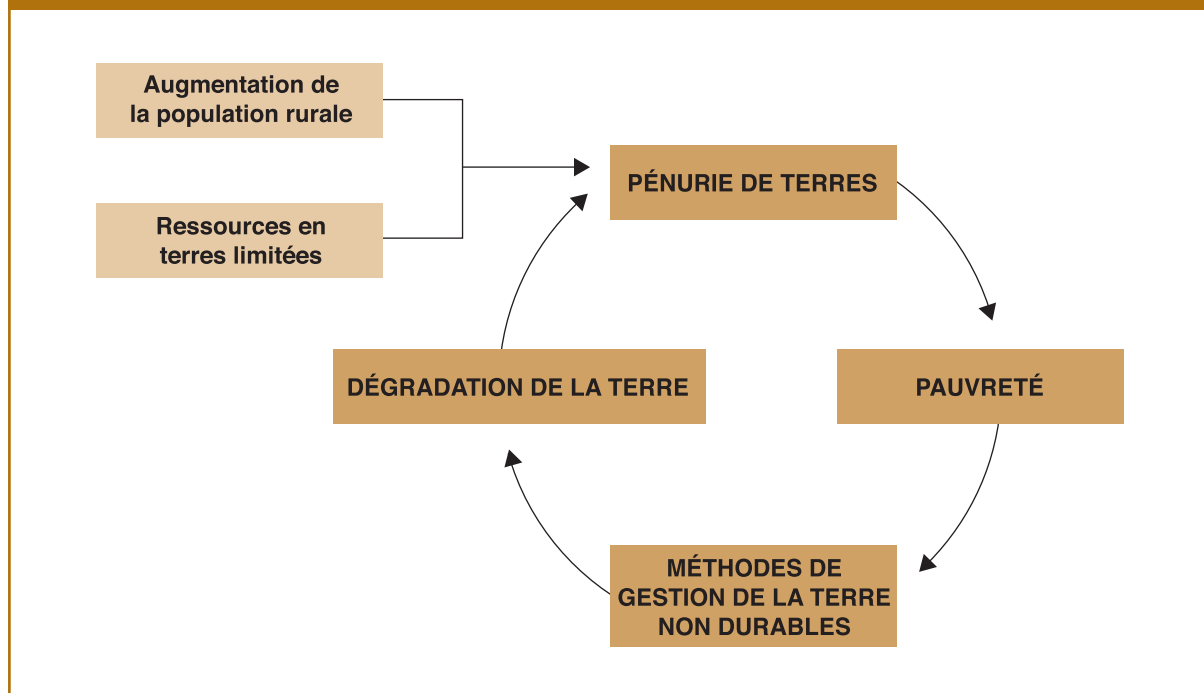 Augmentation de
la population rurale
PÉNURIE DE TERRES
Ressources en
terres limitées
DÉGRADATION DE LA TERRE
PAUVRETÉ
MÉTHODES DE
GESTION DE LA TERRE
NON DURABLES